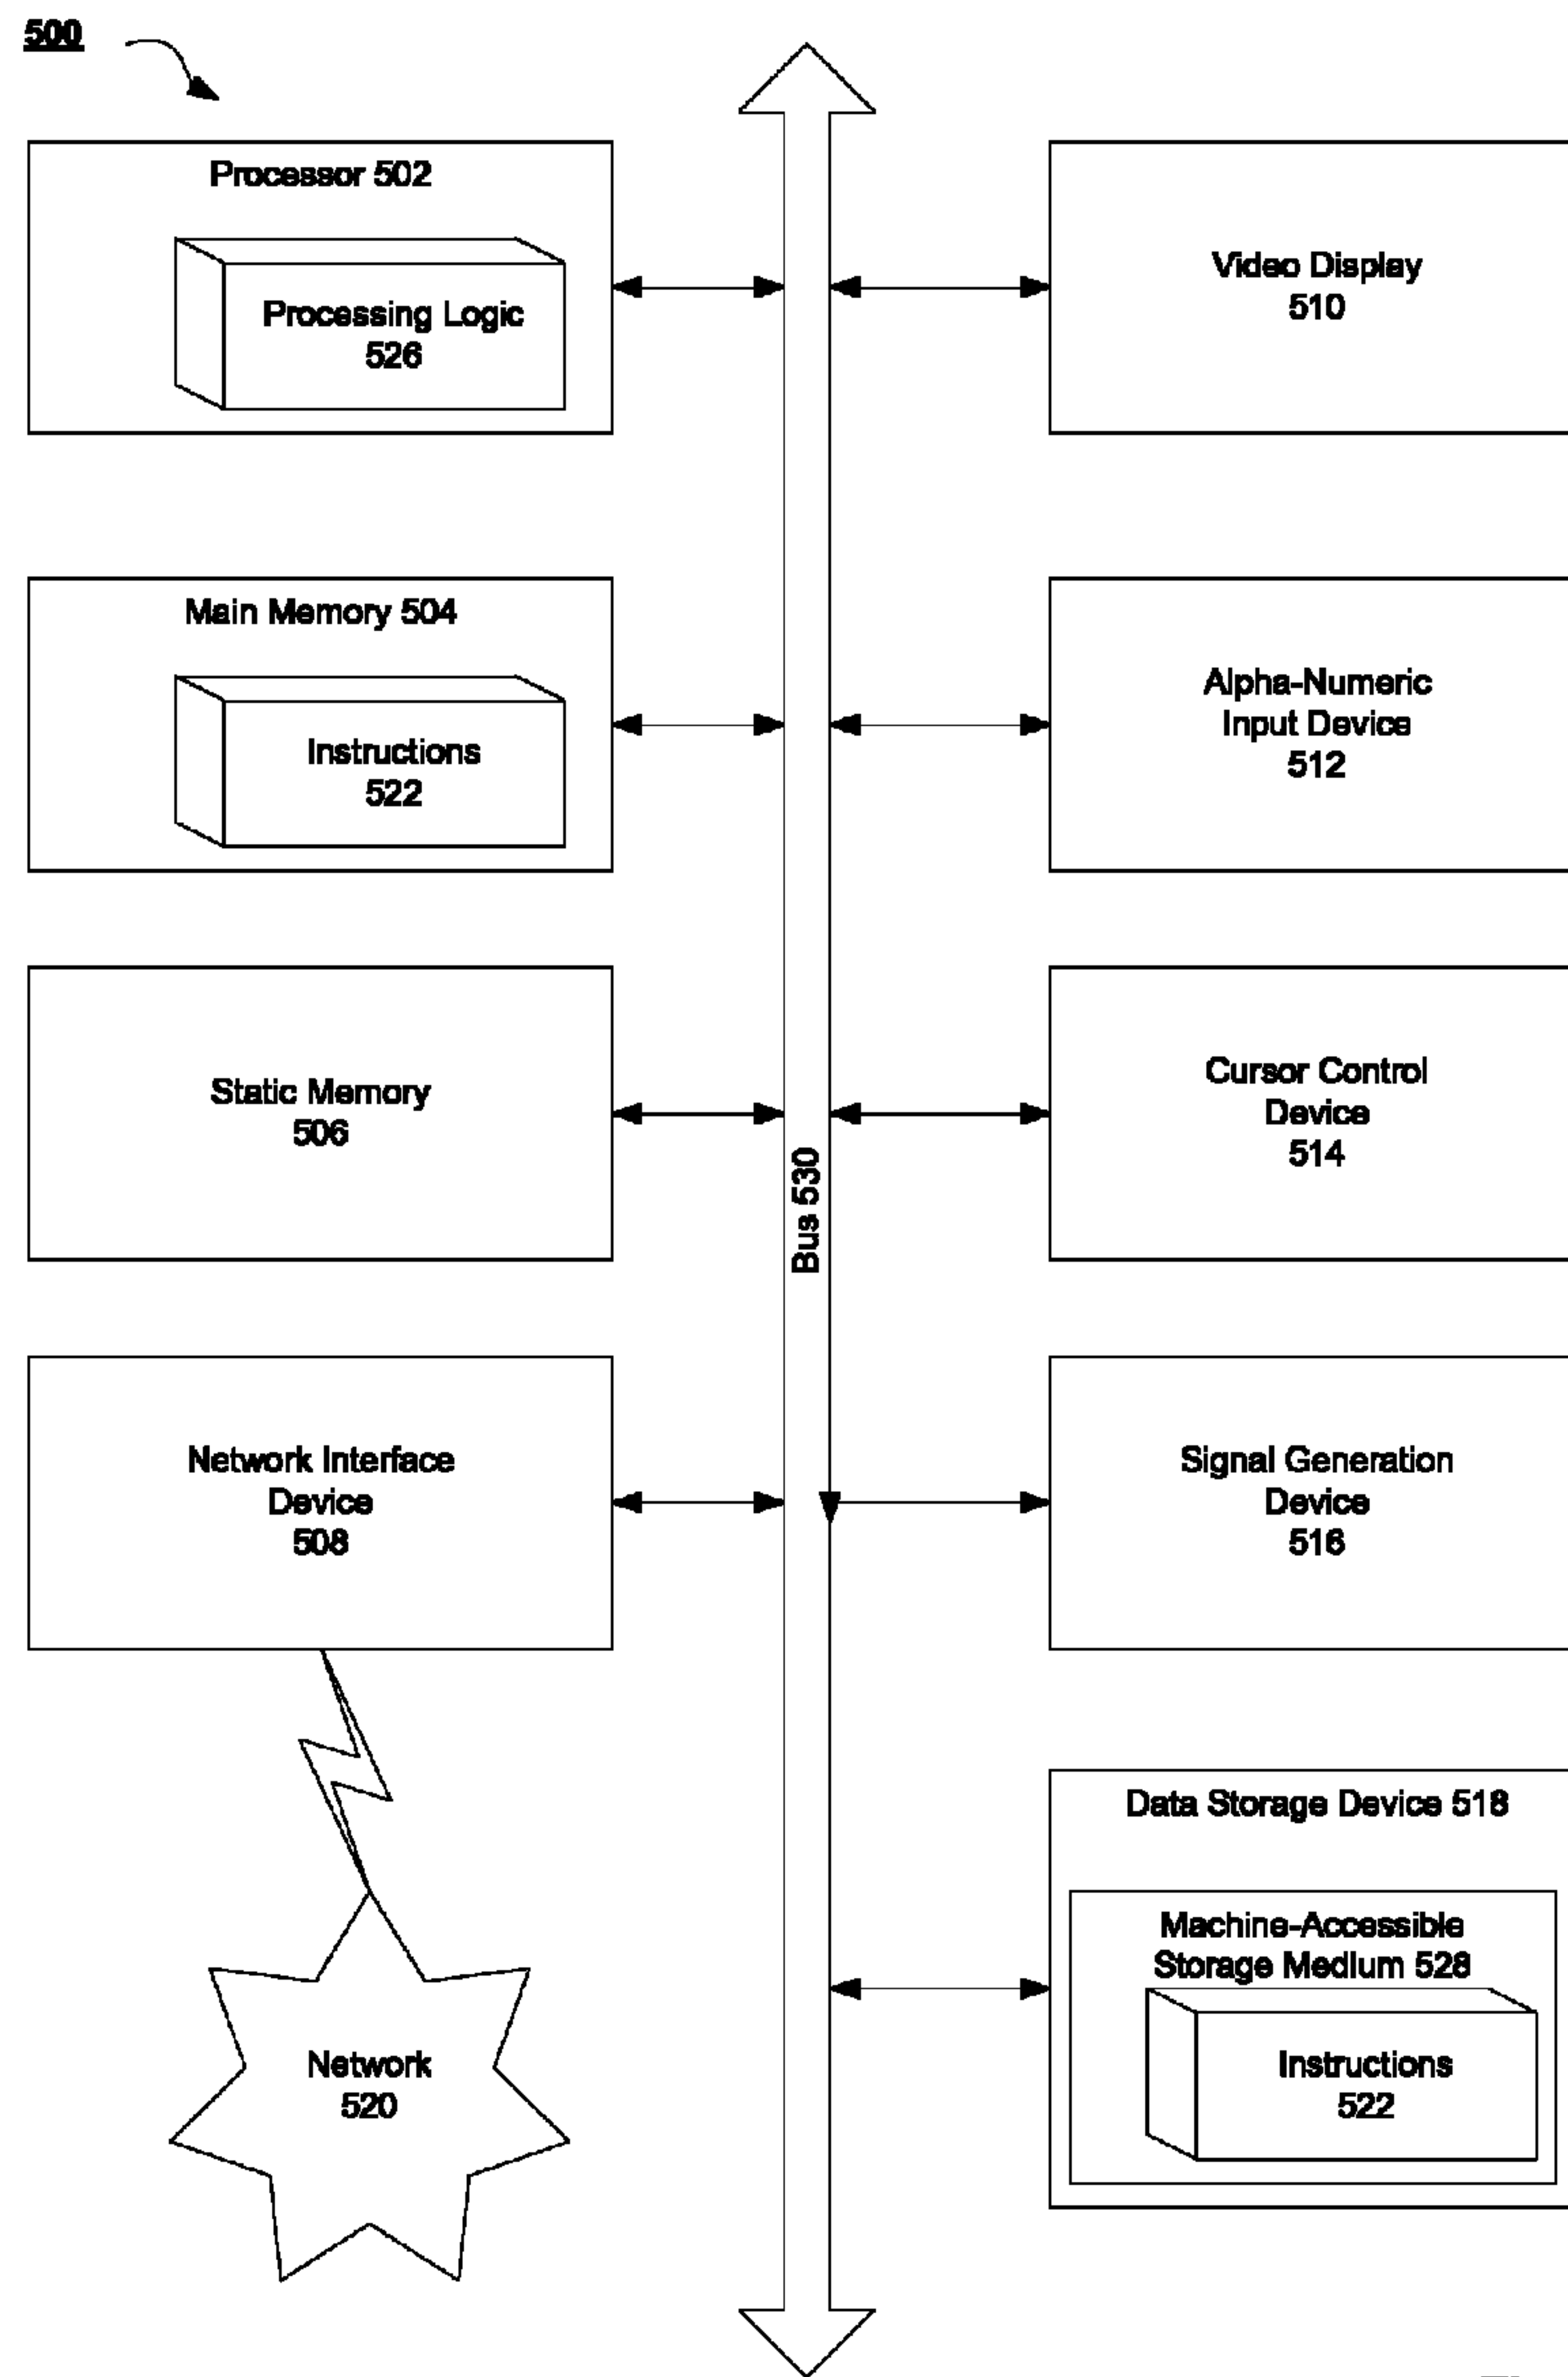 500
Processor 502
Processing Logic
526
Video Display
510
Main Memory 504
Instructions
522
Alpha-Numeric
Input Device
512
Static Memory
506
Cursor Control
Device
514
Bus 530
Network Interface
Device
508
Signal Generation
Device
516
Data Storage Device 518
Machine-Accessible
Storage Medium 528
Instructions
522
Network
520